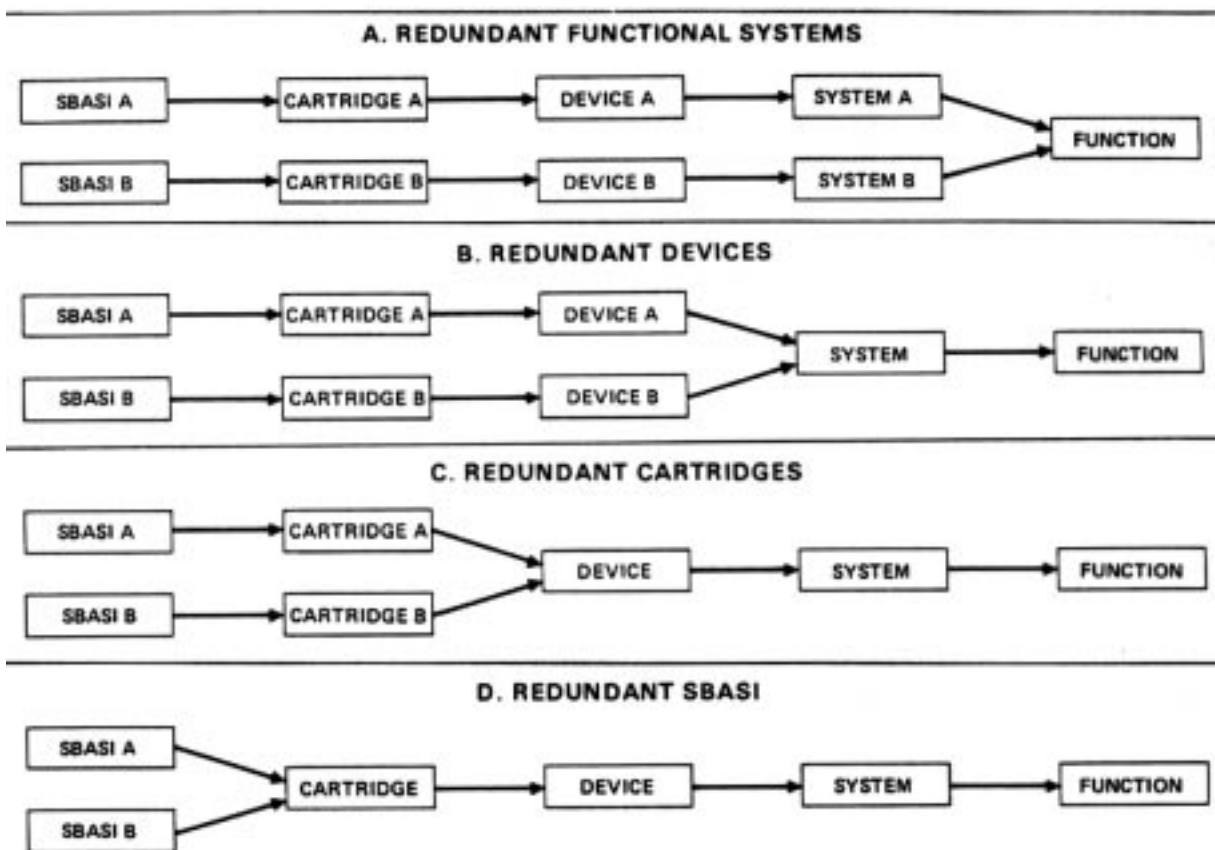 A. REDUNDANT FUNCTIONAL SYSTEMS
SBASI A CARTRIDGE A DEVICE A SYSTEM A
FUNCTION
SBASI B CARTRIDGE B DEVICE B SYSTEM B
B. REDUNDANT DEVICES
SBASI A CARTRIDGE A DEVICE A
SYSTEM FUNCTION
SBASI B CARTRIDGE B DEVICE B
C. REDUNDANT CARTRIDGES
SBASI A CARTRIDGE A
DEVICE SYSTEM FUNCTION
SBASI B CARTRIDGE B
D. REDUNDANT SBASI
SBASI A
CARTRIDGE DEVICE SYSTEM FUNCTION
SBASI B